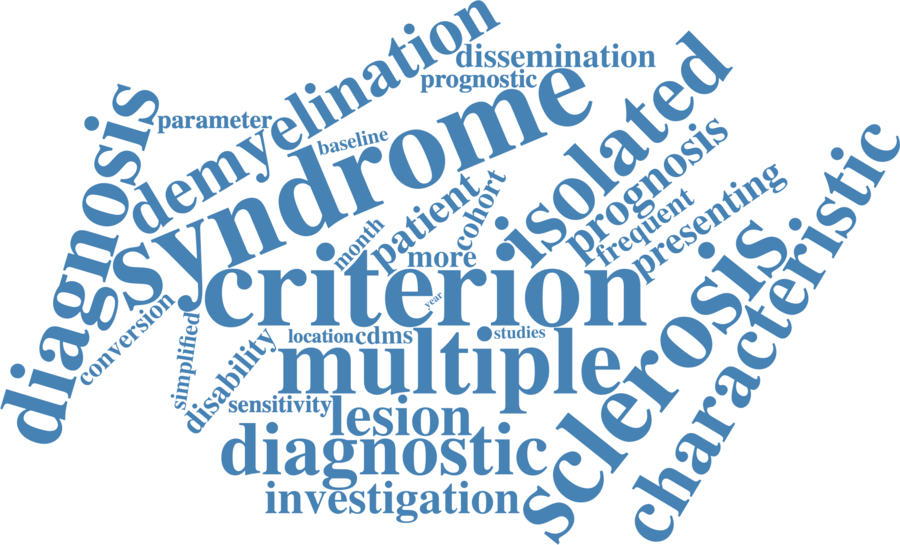 dissemination
prognostic
demyelination
parameter
baseline
syndrome
isolated
diagnosis
prognosis
characteristic
patient
cohort
frequent
presenting
month
more
criterion
year
conversion
simplified
disability
location
cdms
studies
multiple
sclerosis
sensitivity
lesion
diagnostic
investigation